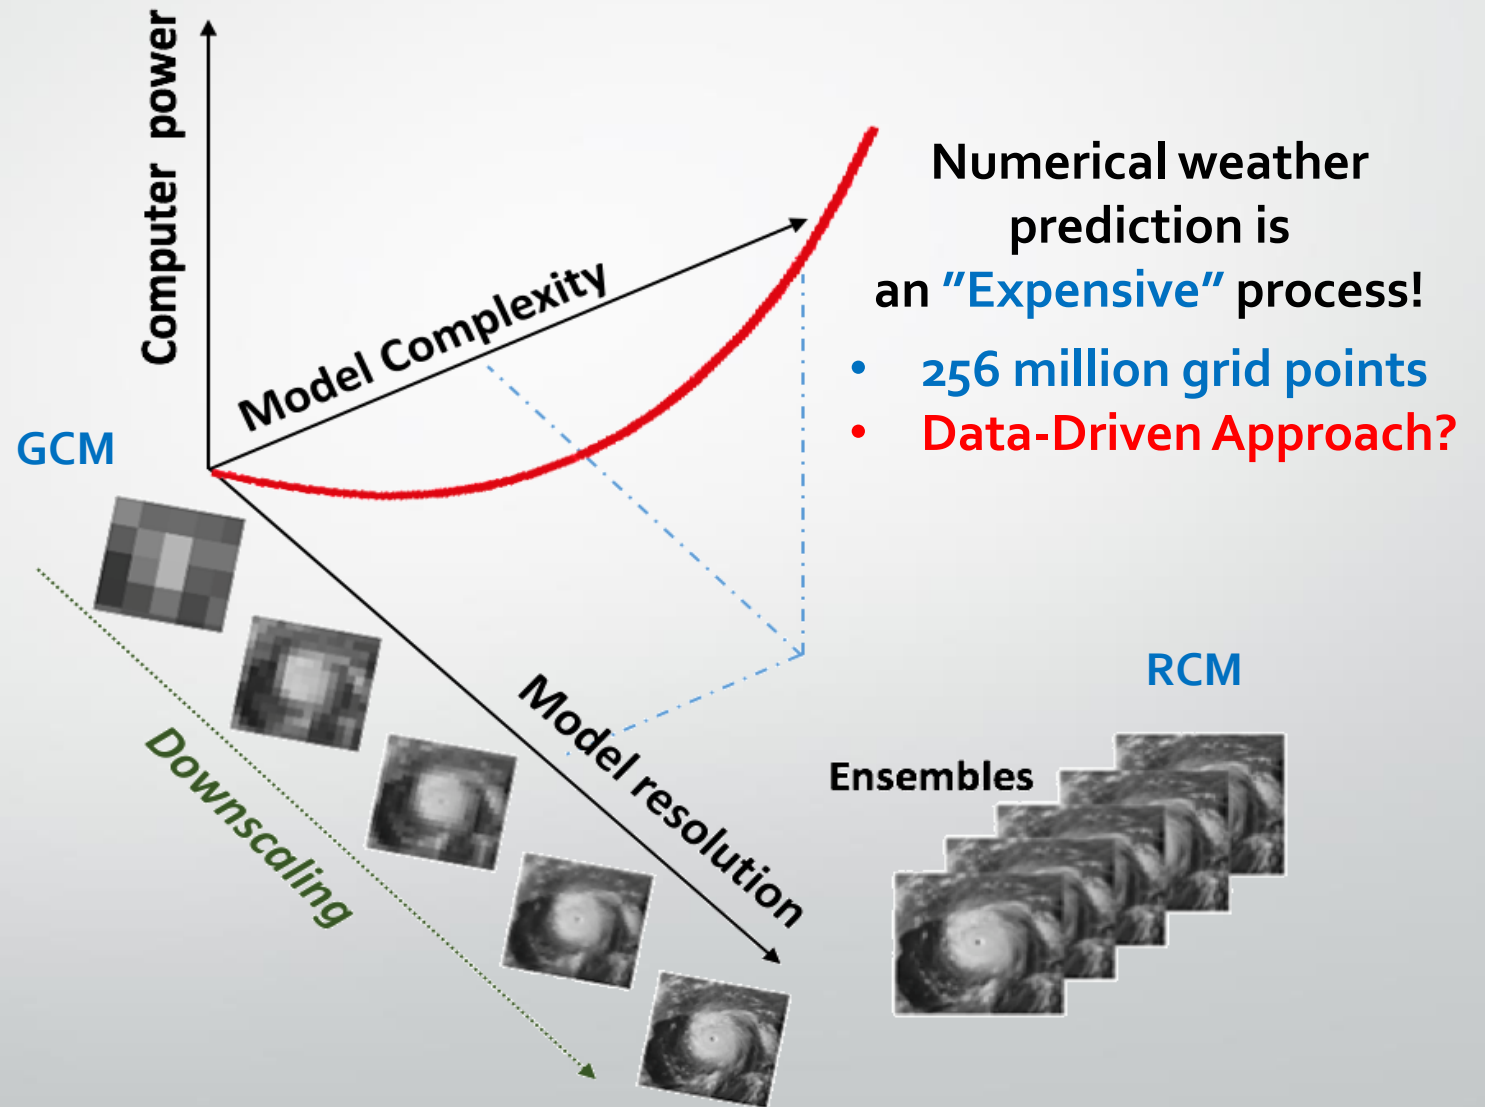 Computer power
Model Complexity
GCM
Numerical weather
prediction is
an "Expensive" process!
• 256 million grid points
• Data-Driven Approach?
Model resolution
Downscaling
RCM
Ensembles